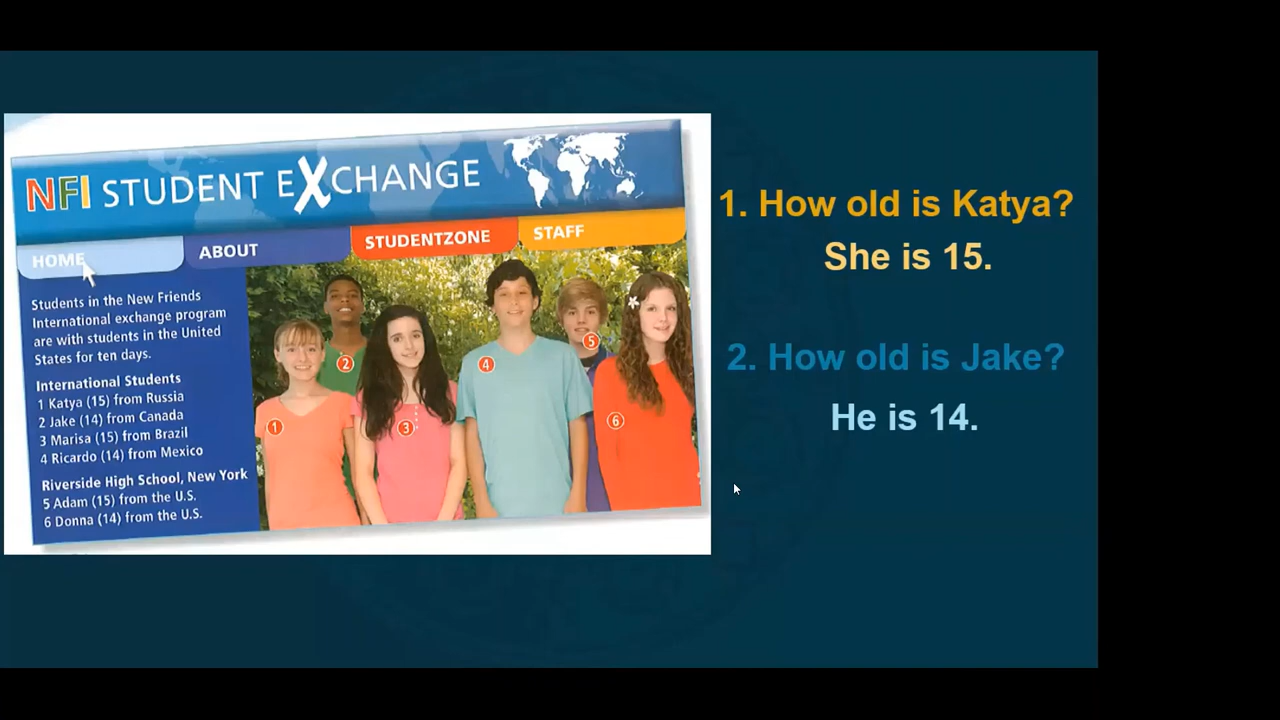 NFI STUDENT EXCHANGE
HOME
ABOUT
STUDENTZONE
STAFF
Students in the New Friends
International exchange program
are with students in the United
States for ten days.
International Students
1 Katya (15) from Russia
2 Jake (14) from Canada
3 Marisa (15) from Brazil
4 Ricardo (14) from Mexico
Riverside High School, New York
5 Adam (15) from the U.S.
6 Donna (14) from the U.S.
1
2
3
4
5
6
1. How old is Katya?
She is 15.
2. How old is Jake?
He is 14.